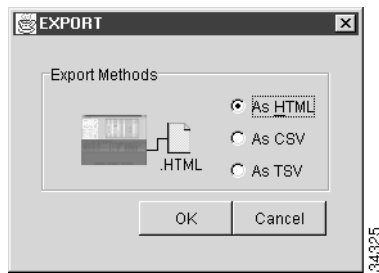 EXPORT
Export Methods
As HTML
As CSV
.HTML
As TSV
OK Cancel
34325